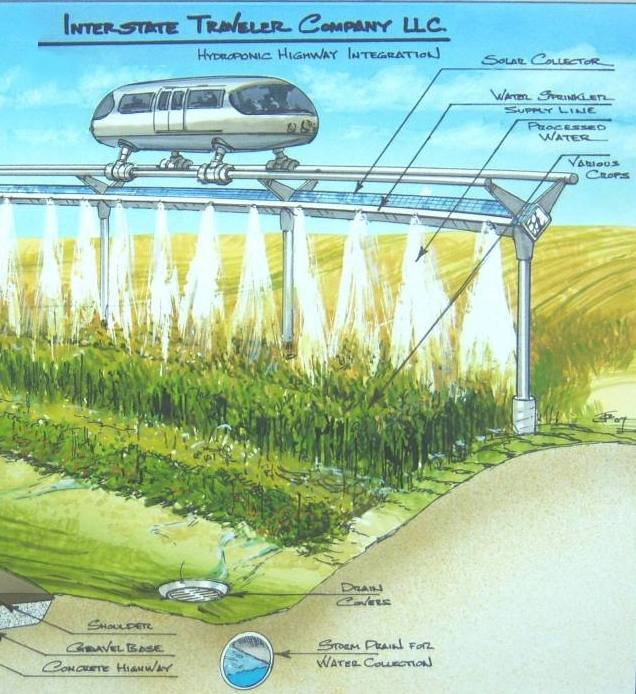 INTERSTATE TRAVELER COMPANY LLC.
HYDROPONIC HIGHWAY INTEGRATION
SOLAR COLLECTOR
WATER SPRINKLER
SUPPLY LINE
PROCESSED
WATER
VARIOUS
CROPS
DRAIN
COVERS
SHOULDER
GRAVEL BASE
CONCRETE HIGHWAY
STORM DRAIN FOR
WATER COLLECTION